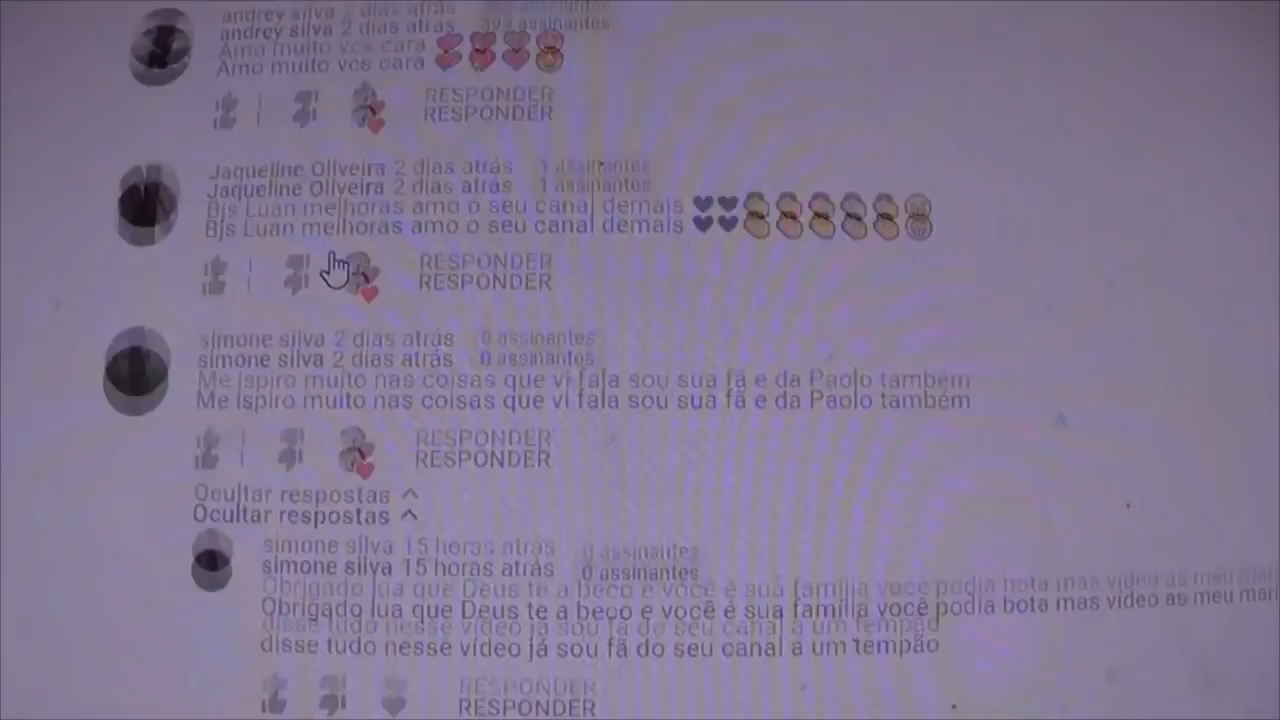 andrey silva 2 dias atrás assinantes
Amo muito vcs cara
RESPONDER
Jaqueline Oliveira 2 dias atrás 1 assinantes
Bjs Luan melhoras amo o seu canal demais
RESPONDER
simone silva 2 dias atrás 0 assinantes
Me ispiro muito nas coisas que vi fala sou sua fã e da Paolo também
RESPONDER
Ocultar respostas
simone silva 15 horas atrás 0 assinantes
Obrigado lua que Deus te a beço e você é sua família você podia bota mas vídeo as meu
disse tudo nesse vídeo já sou fã do seu canal a um tempão
RESPONDER